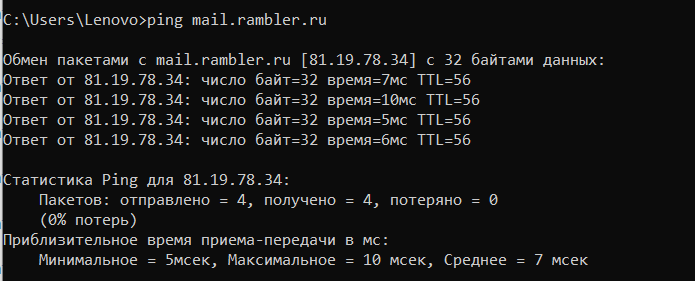 C:\Users\Lenovo>ping mail.rambler.ru
Обмен пакетами с mail.rambler.ru [81.19.78.34] с 32 байтами данных:
Ответ от 81.19.78.34: число байт=32 время=7мс TTL=56
Ответ от 81.19.78.34: число байт=32 время=10мс TTL=56
Ответ от 81.19.78.34: число байт=32 время=5мс TTL=56
Ответ от 81.19.78.34: число байт=32 время=6мс TTL=56
Статистика Ping для 81.19.78.34:
Пакетов: отправлено = 4, получено = 4, потеряно = 0
(0% потерь)
Приблизительное время приема-передачи в мс:
Минимальное = 5мсек, Максимальное = 10 мсек, Среднее = 7 мсек